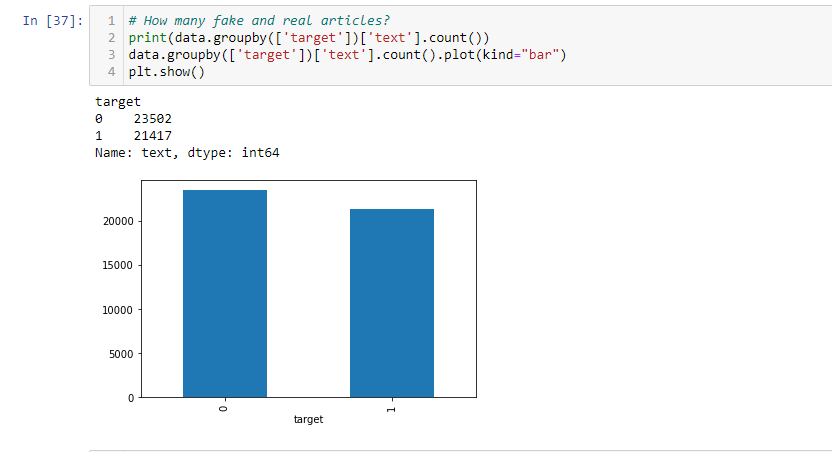 In [37]:
1 # How many fake and real articles?
2 print(data.groupby(['target'])['text'].count())
3 data.groupby(['target'])['text'].count().plot(kind="bar")
4 plt.show()
target
0    23502
1    21417
Name: text, dtype: int64
20000
15000
10000
5000
0
0 1
target